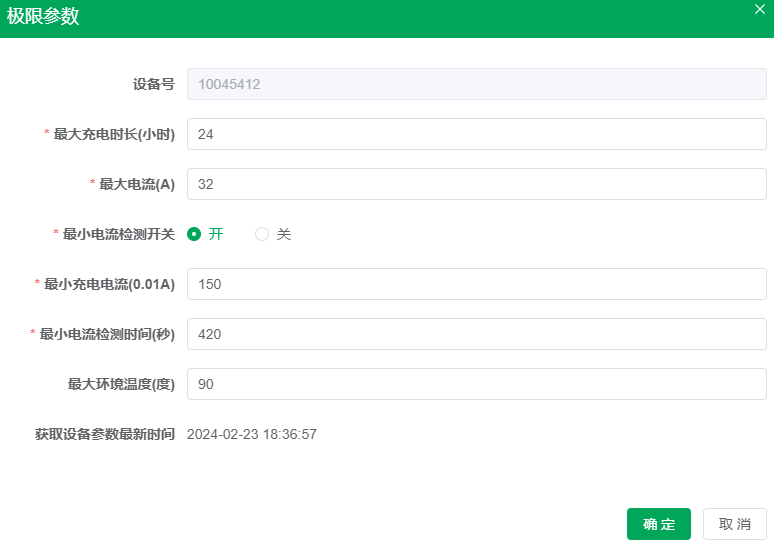 极限参数
设备号 10045412
* 最大充电时长(小时) 24
* 最大电流(A) 32
* 最小电流检测开关 开 关
* 最小充电电流(0.01A) 150
* 最小电流检测时间(秒) 420
最大环境温度(度) 90
获取设备参数最新时间 2024-02-23 18:36:57
确定 取消